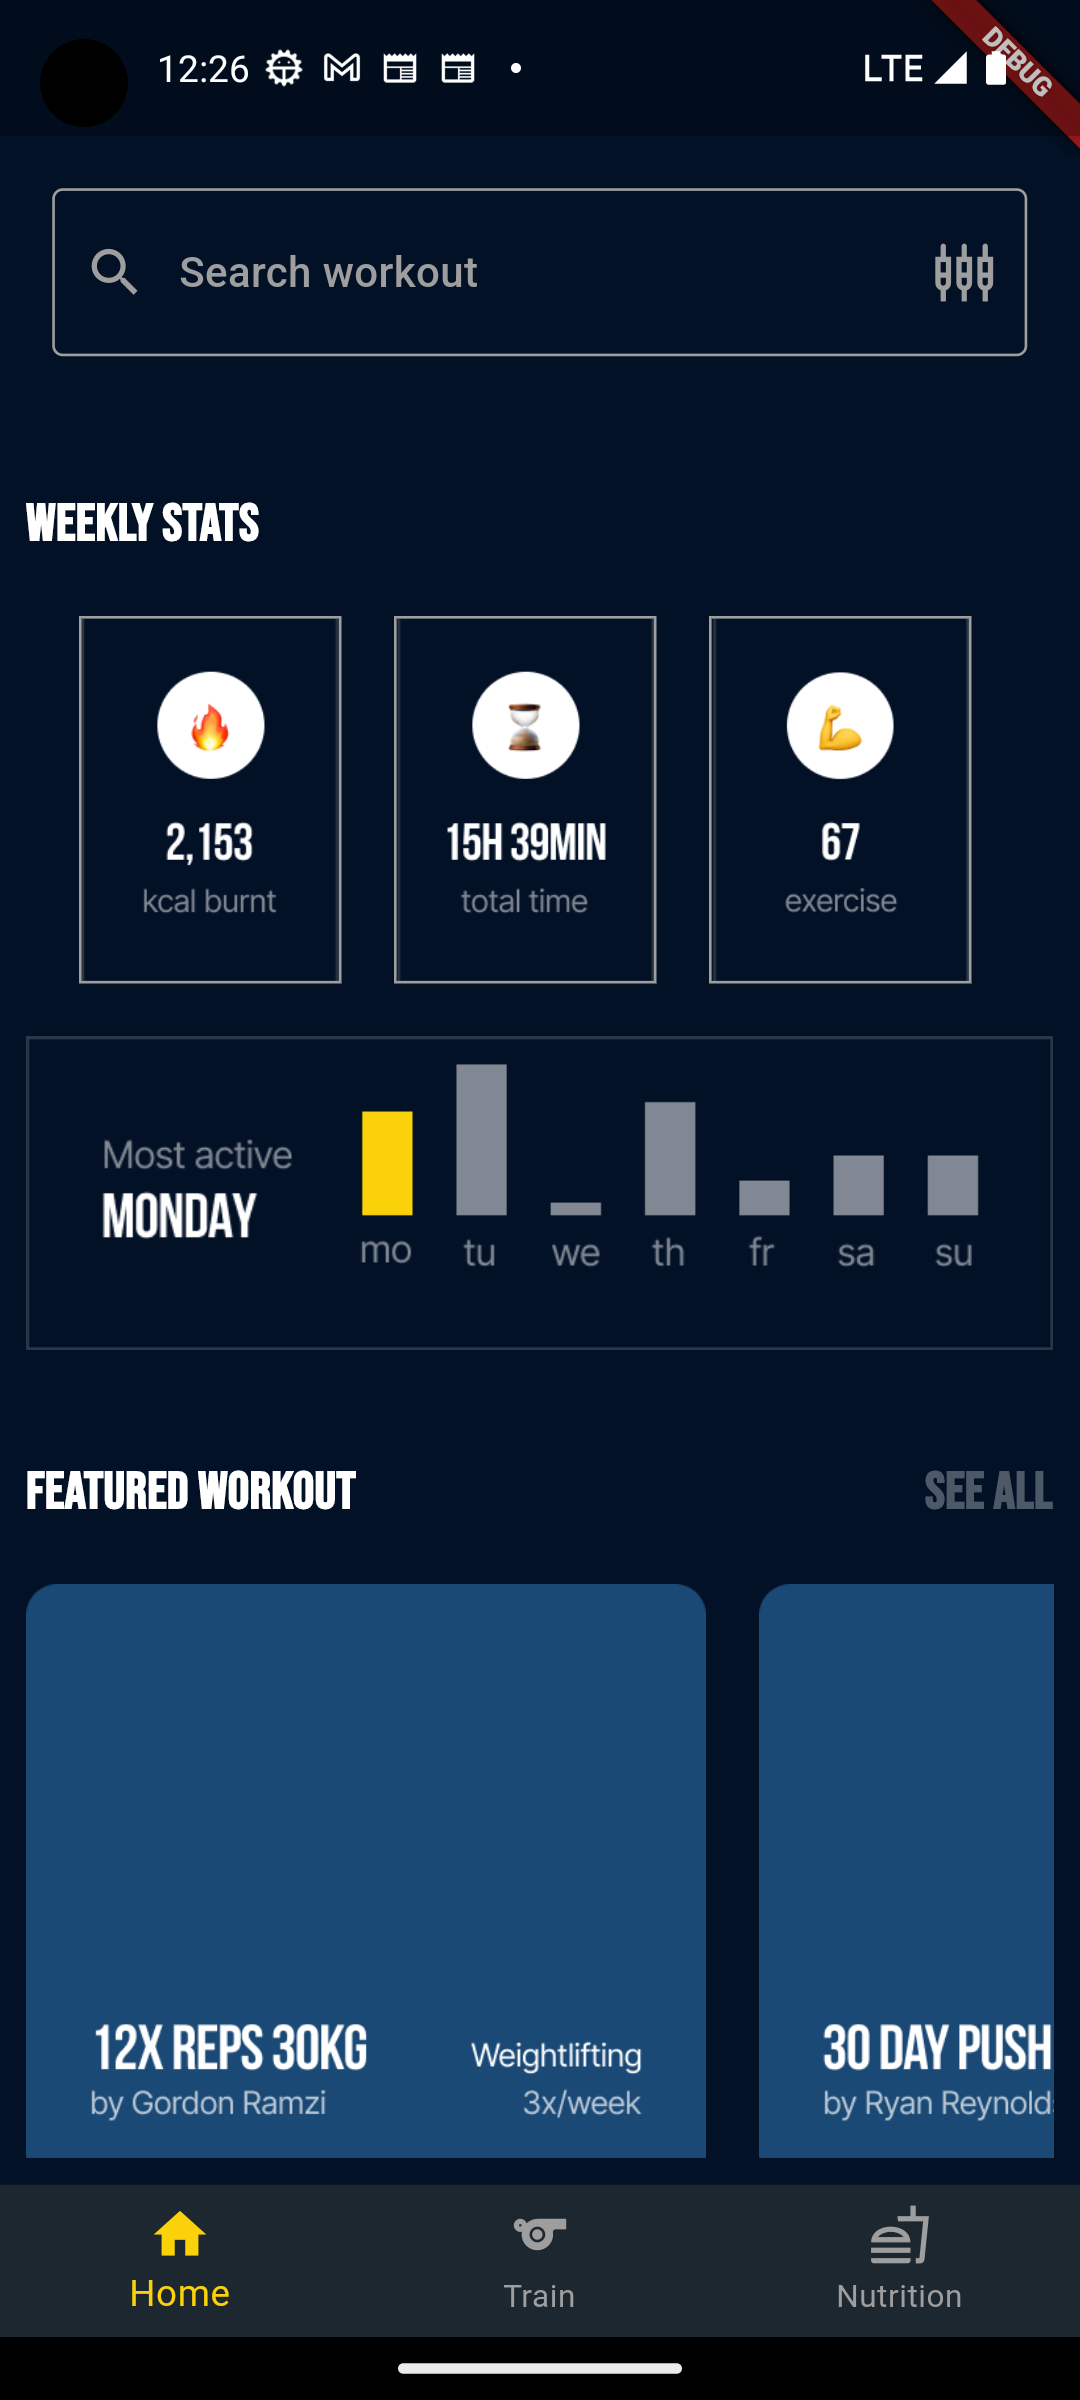 12:26
LTE
DEBUG
Search workout
WEEKLY STATS
2,153
kcal burnt
15H 39MIN
total time
67
exercise
Most active
MONDAY
mo tu we th fr sa su
FEATURED WORKOUT
SEE ALL
12X REPS 30KG
by Gordon Ramzi
Weightlifting
3x/week
30 DAY PUSH
by Ryan Reynolds
Home
Train
Nutrition